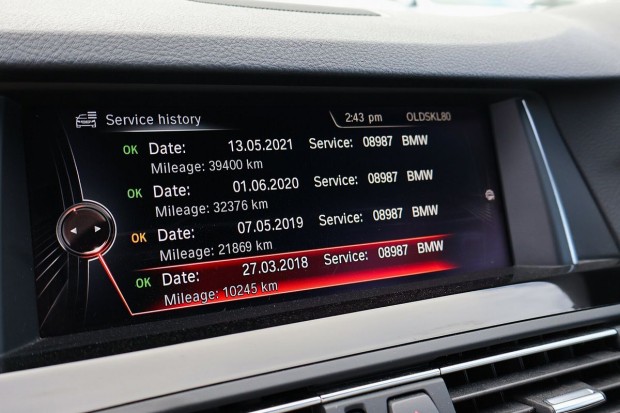 Service history 2:43 pm OLDSKL80
OK Date: 13.05.2021 Service: 08987 BMW
Mileage: 39400 km
OK Date: 01.06.2020 Service: 08987 BMW
Mileage: 32376 km
OK Date: 07.05.2019 Service: 08987 BMW
Mileage: 21869 km
OK Date: 27.03.2018 Service: 08987 BMW
Mileage: 10245 km